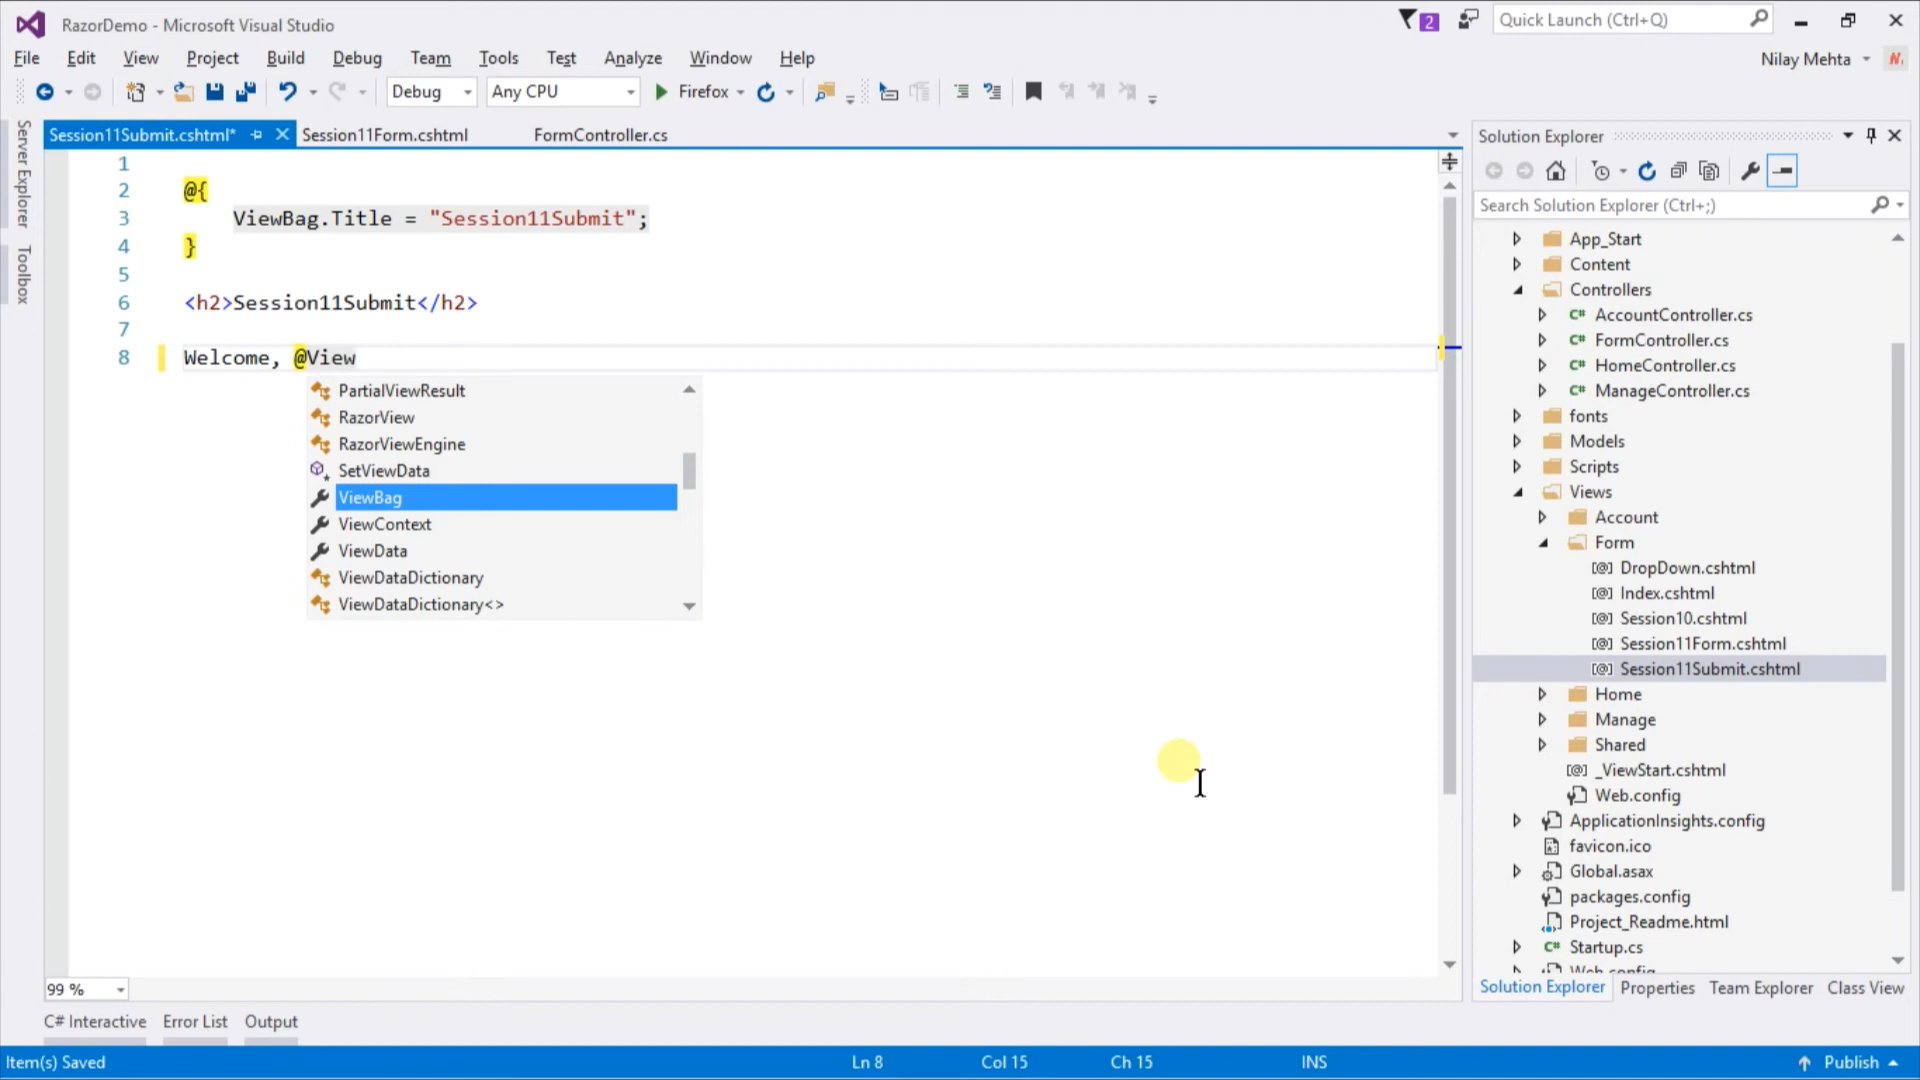 RazorDemo - Microsoft Visual Studio
2
Quick Launch (Ctrl+Q)
File Edit View Project Build Debug Team Tools Test Analyze Window Help
Nilay Mehta
N
Debug
Any CPU
Firefox
Session11Submit.cshtml*
Session11Form.cshtml
FormController.cs
Server Explorer
Toolbox
1
2 @{
3 ViewBag.Title = "Session11Submit";
4 }
5
6 <h2>Session11Submit</h2>
7
8 Welcome, @View
PartialViewResult
RazorView
RazorViewEngine
SetViewData
ViewBag
ViewContext
ViewData
ViewDataDictionary
ViewDataDictionary<>
Solution Explorer
Search Solution Explorer (Ctrl+;)
App_Start
Content
Controllers
C# AccountController.cs
C# FormController.cs
C# HomeController.cs
C# ManageController.cs
fonts
Models
Scripts
Views
Account
Form
[@] DropDown.cshtml
[@] Index.cshtml
[@] Session10.cshtml
[@] Session11Form.cshtml
[@] Session11Submit.cshtml
Home
Manage
Shared
[@] _ViewStart.cshtml
Web.config
ApplicationInsights.config
favicon.ico
Global.asax
packages.config
Project_Readme.html
C# Startup.cs
Web.config
Solution Explorer Properties Team Explorer Class View
99 %
C# Interactive Error List Output
Item(s) Saved
Ln 8
Col 15
Ch 15
INS
Publish